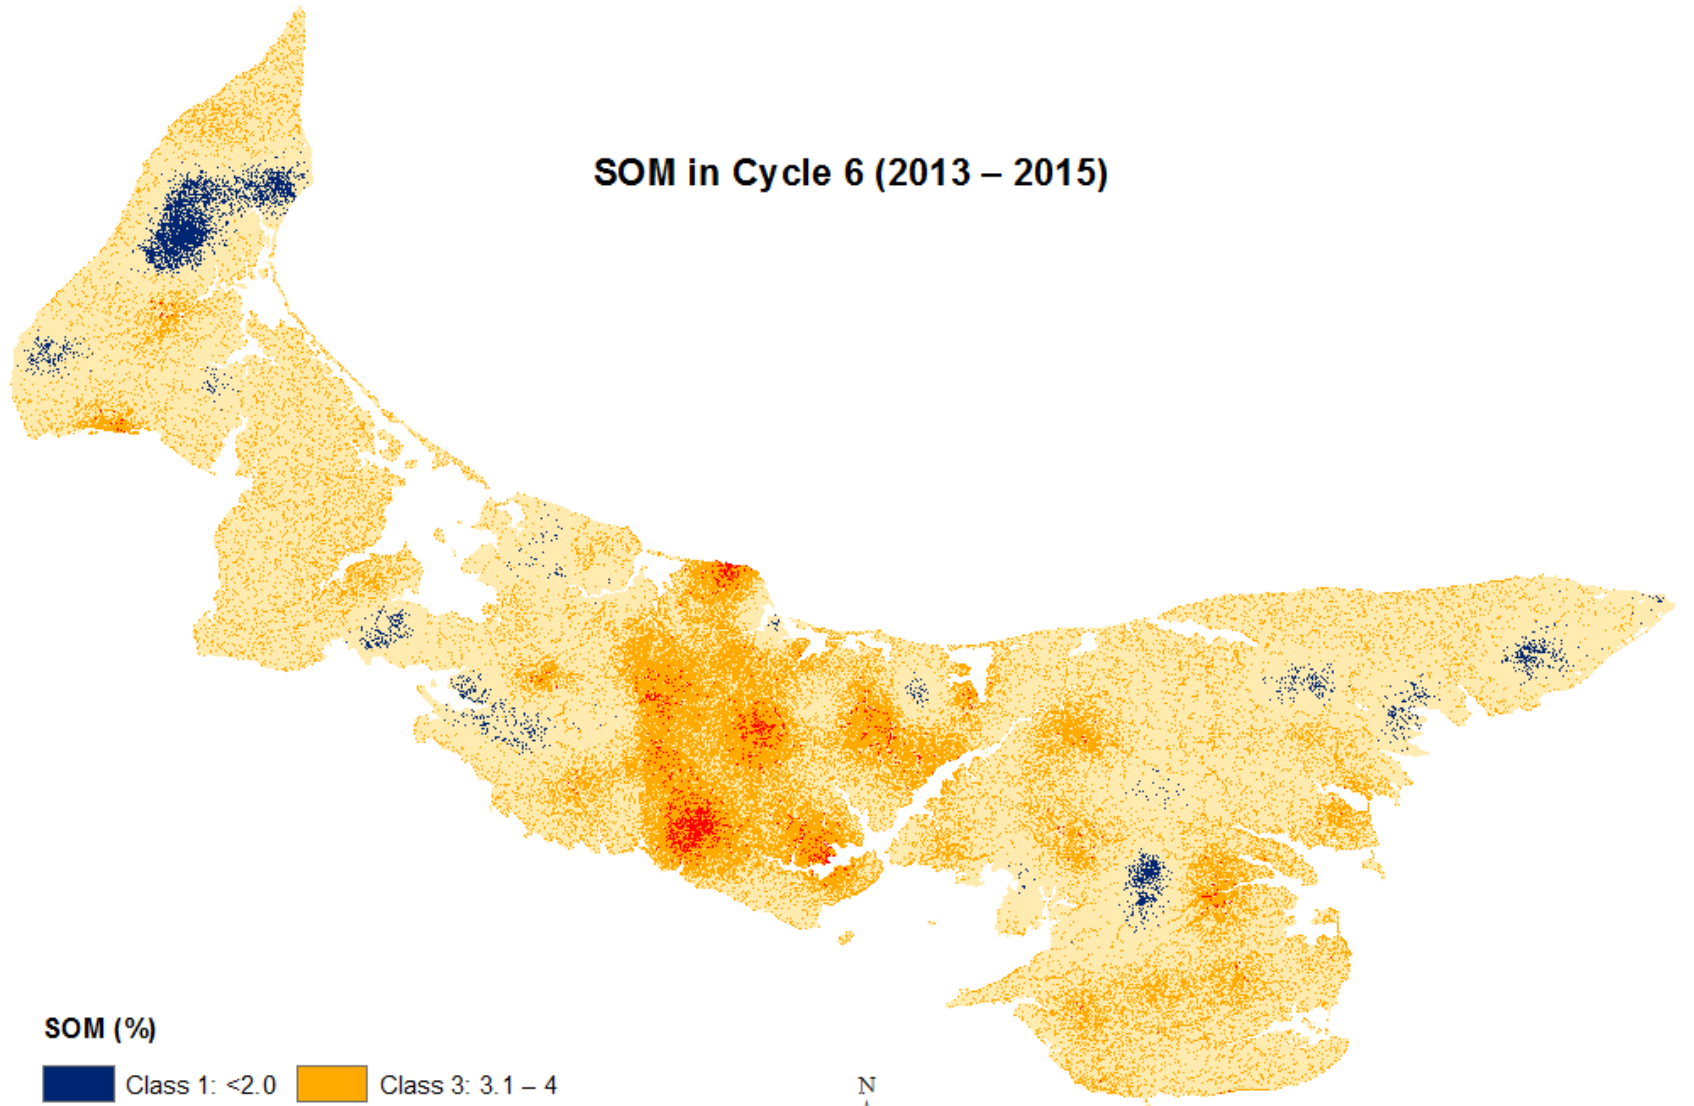 SOM in Cycle 6 (2013 – 2015)
SOM (%)
Class 1: <2.0 Class 3: 3.1 – 4
N